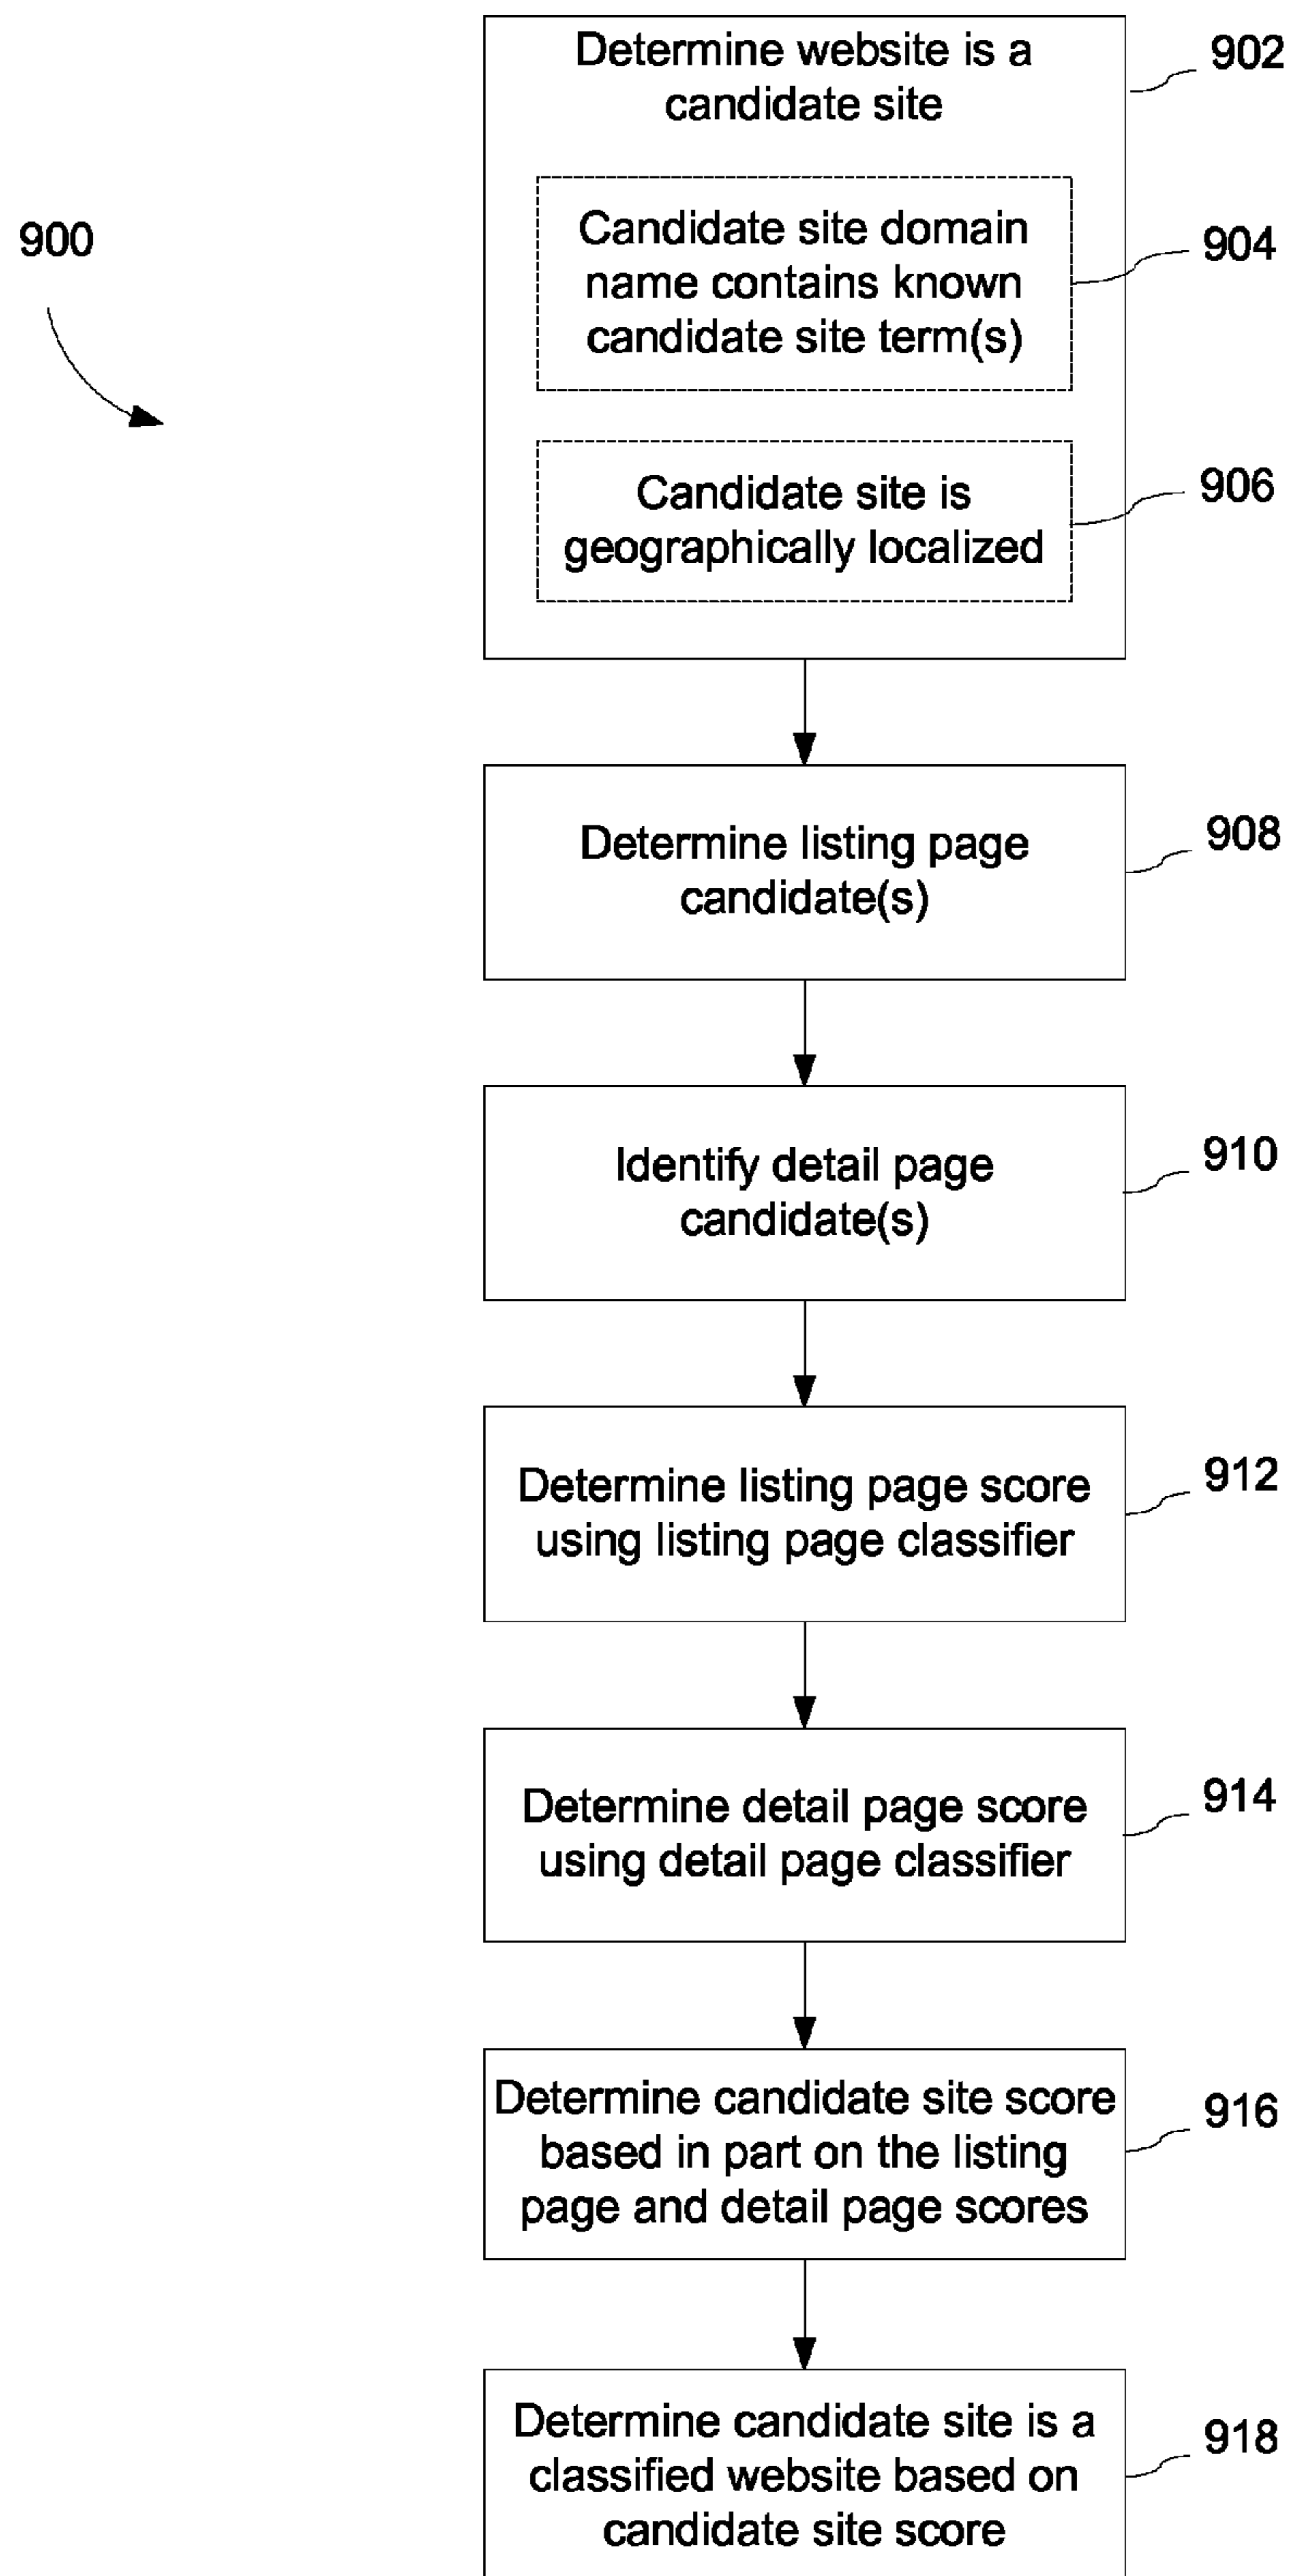 Determine website is a
candidate site
902
900
Candidate site domain
name contains known
candidate site term(s)
904
Candidate site is
geographically localized
906
Determine listing page
candidate(s)
908
Identify detail page
candidate(s)
910
Determine listing page score
using listing page classifier
912
Determine detail page score
using detail page classifier
914
Determine candidate site score
based in part on the listing
page and detail page scores
916
Determine candidate site is a
classified website based on
candidate site score
918